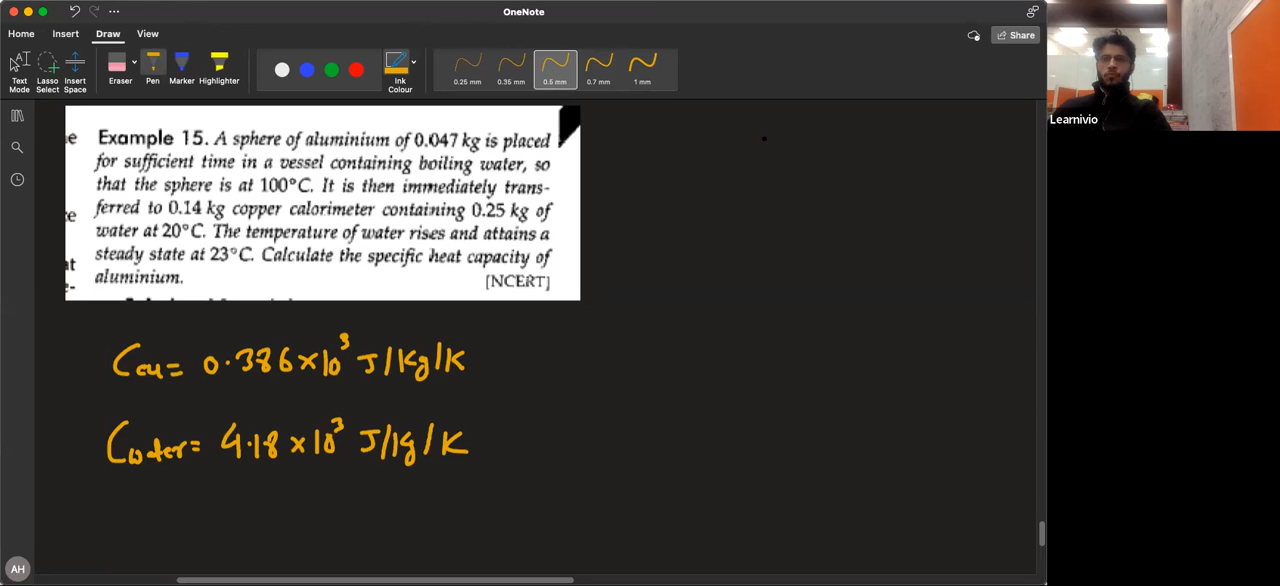 OneNote
Home Insert Draw View
Share
Text Mode
Lasso Select
Insert Space
Eraser
Pen
Marker
Highlighter
Ink Colour
0.25 mm
0.35 mm
0.5 mm
0.7 mm
1 mm
Learnivio
Example 15. A sphere of aluminium of 0.047 kg is placed
for sufficient time in a vessel containing boiling water, so
that the sphere is at 100°C. It is then immediately trans-
ferred to 0.14 kg copper calorimeter containing 0.25 kg of
water at 20°C. The temperature of water rises and attains a
steady state at 23°C. Calculate the specific heat capacity of
aluminium. [NCERT]
Ccu = 0.386×10³ J/Kg/K
Cwater = 4.18×10³ J/Kg/K
AH